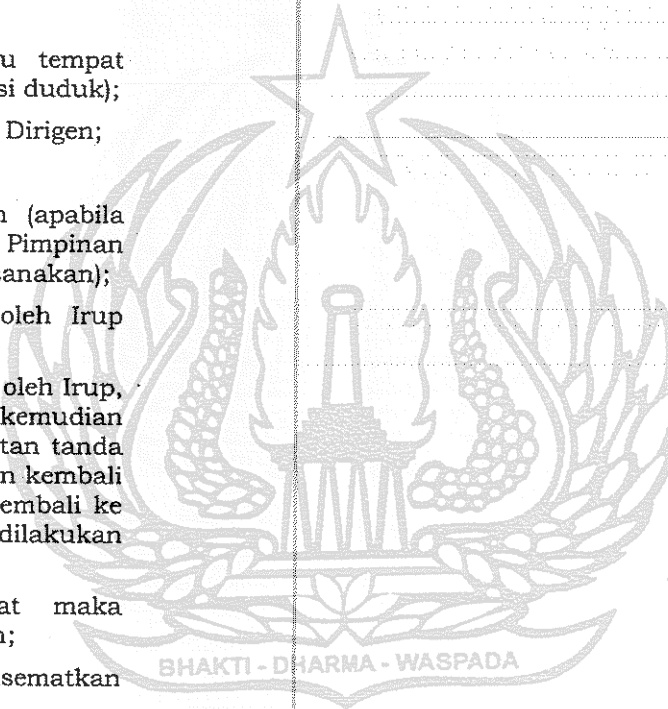 u tempat
si duduk);
Dirigen;
n (apabila
Pimpinan
sanakan);
oleh Irup
oleh Irup,
kemudian
tan tanda
n kembali
embali ke
dilakukan
at maka
n;
sematkan
BHAKTI - DHARMA - WASPADA